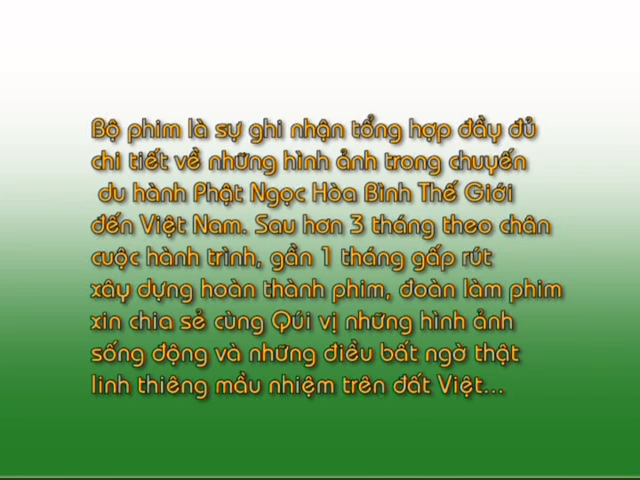 Bộ phim là sự ghi nhận tổng hợp đầy đủ
chi tiết về những hình ảnh trong chuyến
du hành Phật Ngọc Hòa Bình Thế Giới
đến Việt Nam. Sau hơn 3 tháng theo chân
cuộc hành trình, gần 1 tháng gấp rút
xây dựng hoàn thành phim, đoàn làm phim
xin chia sẻ cùng Qúi vị những hình ảnh
sống động và những điều bất ngờ thật
linh thiêng mầu nhiệm trên đất Việt...